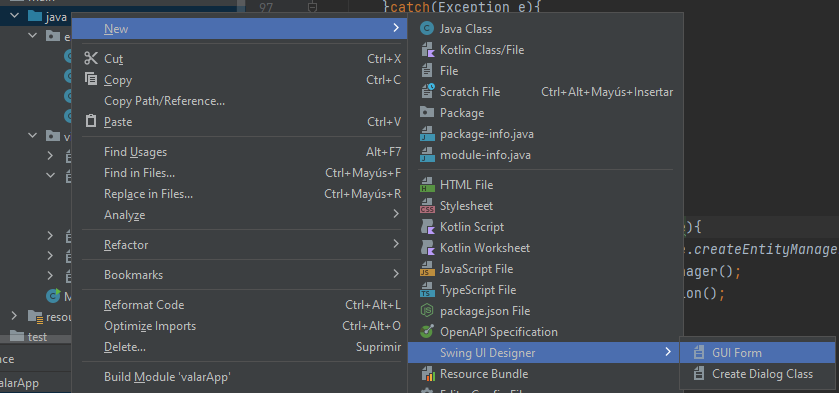 main
97
}catch(Exception e){
java
New
Java Class
e
Cut Ctrl+X
Kotlin Class/File
Copy Ctrl+C
File
Copy Path/Reference...
Scratch File Ctrl+Alt+Mayús+Insertar
Paste Ctrl+V
Package
package-info.java
Find Usages Alt+F7
module-info.java
Find in Files... Ctrl+Mayús+F
Replace in Files... Ctrl+Mayús+R
HTML File
Analyze
Stylesheet
Kotlin Script
){
Refactor
Kotlin Worksheet
.createEntityManage
JavaScript File
nager();
Bookmarks
TypeScript File
ion();
package.json File
Reformat Code Ctrl+Alt+L
Optimize Imports Ctrl+Alt+O
OpenAPI Specification
Delete... Suprimir
Swing UI Designer
GUI Form
Build Module 'valarApp'
Resource Bundle
Create Dialog Class
v
M
resou
test
nce
alarApp